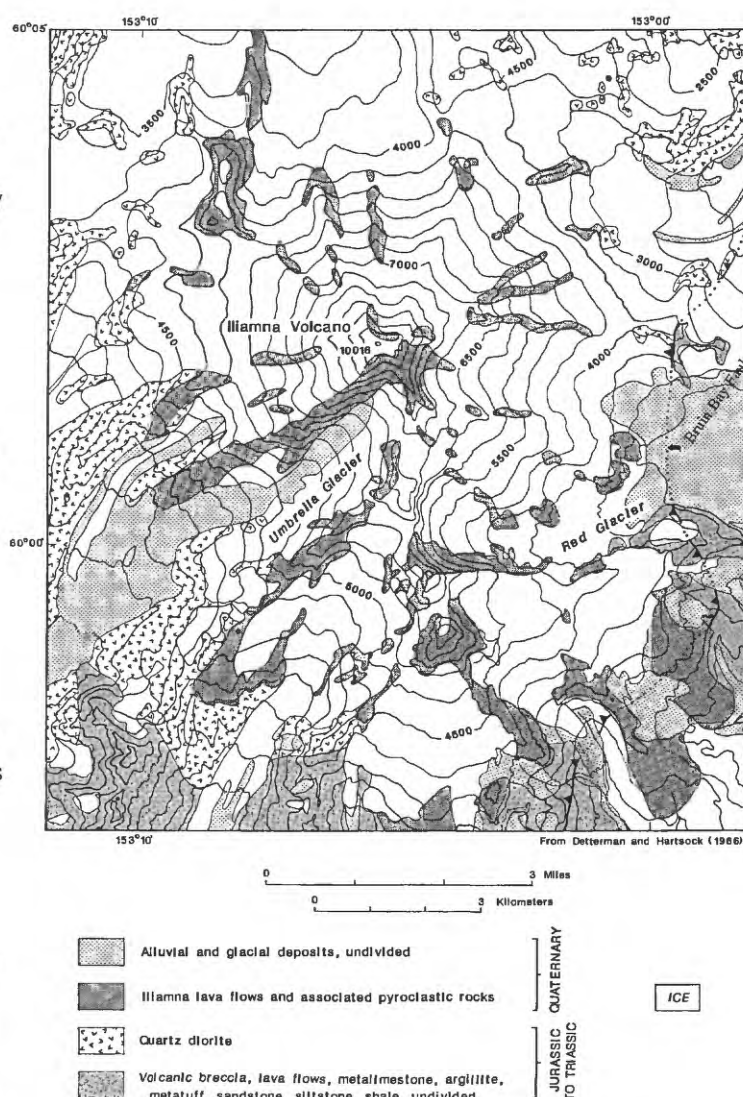 60°05'
153°10'
153°00'
4500
2500
3500
4000
7000
3000
4500
Iliamna Volcano
10016
6500
4000
Bruin Bay Fault
5500
Umbrella Glacier
Red Glacier
60°00'
5000
4500
153°10'
From Detterman and Hartsock (1966)
0 3 Miles
0 3 Kilometers
Alluvial and glacial deposits, undivided
Iliamna lava flows and associated pyroclastic rocks
QUATERNARY
ICE
Quartz diorite
Volcanic breccia, lava flows, metalimestone, argillite,
metatuff, sandstone, siltstone, shale, undivided
JURASSIC
TO TRIASSIC